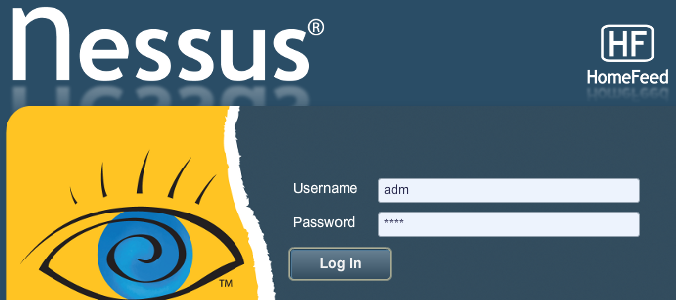 nessus®
HF
HomeFeed
Username adm
Password ****
Log In
TM